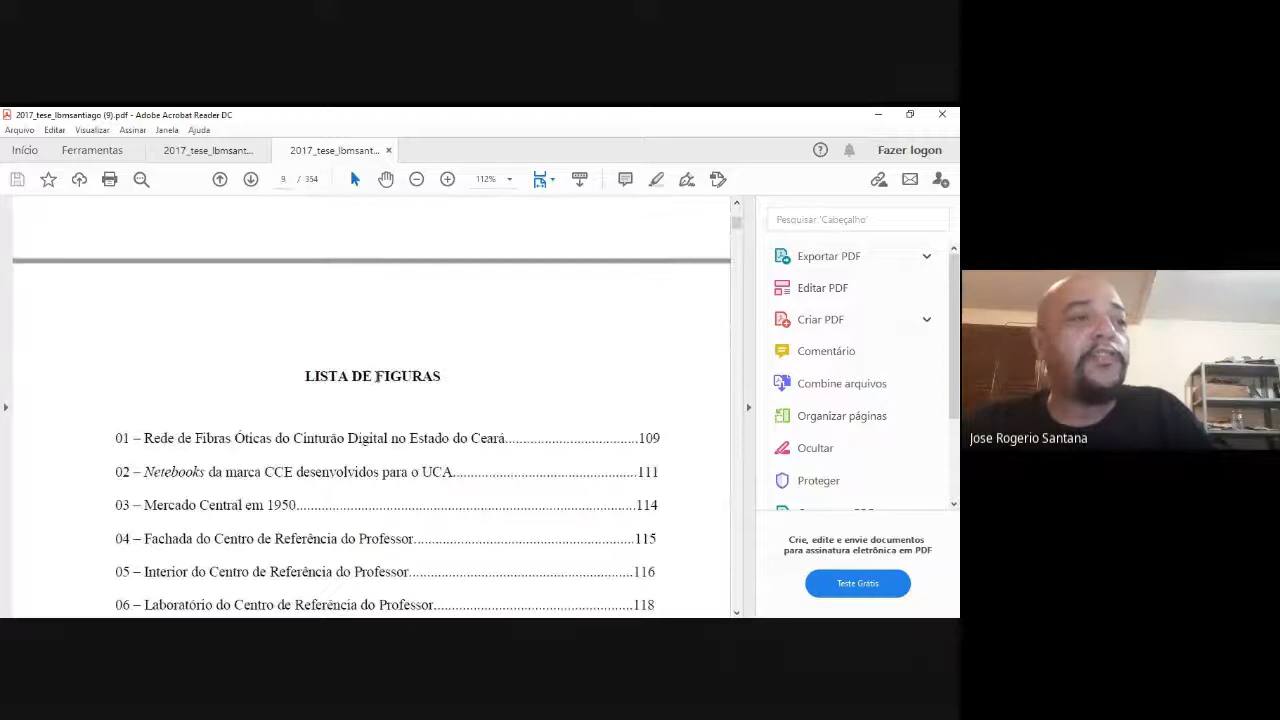 2017_tese_lbmsantiago (9).pdf - Adobe Acrobat Reader DC
Arquivo Editar Visualizar Assinar Janela Ajuda
Início Ferramentas 2017_tese_lbmsant... 2017_tese_lbmsant... × Fazer logon
9 / 354 112%
Pesquisar 'Cabeçalho'
Exportar PDF
Editar PDF
Criar PDF
Comentário
Combine arquivos
Organizar páginas
Ocultar
Proteger
Crie, edite e envie documentos
para assinatura eletrônica em PDF
Teste Grátis
LISTA DE FIGURAS
01 – Rede de Fibras Óticas do Cinturão Digital no Estado do Ceará..................................109
02 – Netebooks da marca CCE desenvolvidos para o UCA..............................................111
03 – Mercado Central em 1950.......................................................................................114
04 – Fachada do Centro de Referência do Professor........................................................115
05 – Interior do Centro de Referência do Professor.........................................................116
06 – Laboratório do Centro de Referência do Professor...................................................118
Jose Rogerio Santana